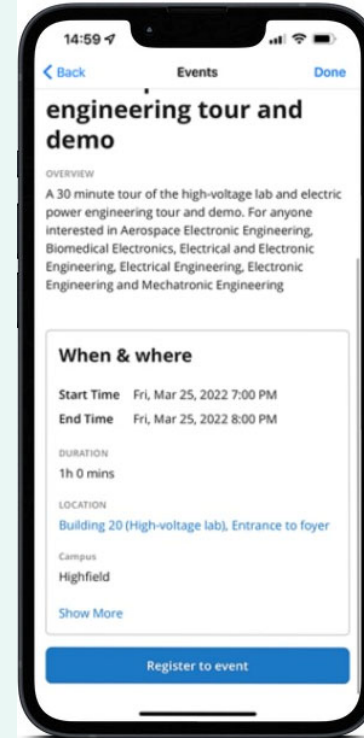 14:59
Back Events Done
engineering tour and
demo
OVERVIEW
A 30 minute tour of the high-voltage lab and electric
power engineering tour and demo. For anyone
interested in Aerospace Electronic Engineering,
Biomedical Electronics, Electrical and Electronic
Engineering, Electrical Engineering, Electronic
Engineering and Mechatronic Engineering
When & where
Start Time Fri, Mar 25, 2022 7:00 PM
End Time Fri, Mar 25, 2022 8:00 PM
DURATION
1h 0 mins
LOCATION
Building 20 (High-voltage lab), Entrance to foyer
Campus
Highfield
Show More
Register to event